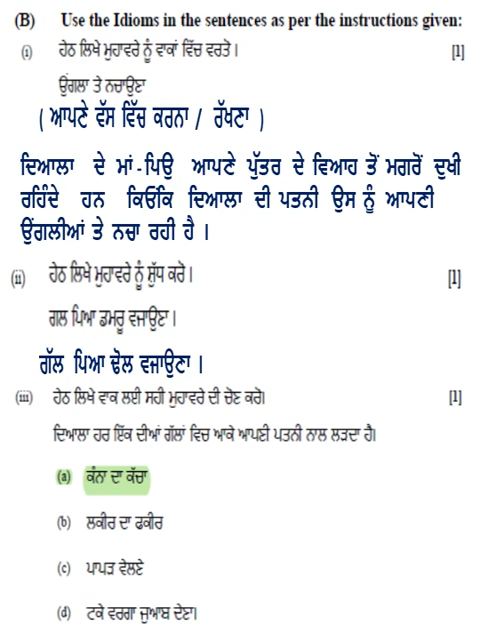 (B) Use the Idioms in the sentences as per the instructions given:
(i) ਹੇਠ ਲਿਖੇ ਮੁਹਾਵਰੇ ਨੂੰ ਵਾਕਾਂ ਵਿੱਚ ਵਰਤੋ। [1]
ਉਂਗਲਾ ਤੇ ਨਚਾਉਣਾ
( ਆਪਣੇ ਵੱਸ ਵਿੱਚ ਕਰਨਾ / ਰੱਖਣਾ )
ਦਿਆਲਾ ਦੇ ਮਾਂ-ਪਿਉ ਆਪਣੇ ਪੁੱਤਰ ਦੇ ਵਿਆਹ ਤੋਂ ਮਗਰੋਂ ਦੁਖੀ
ਰਹਿੰਦੇ ਹਨ ਕਿਓਂਕਿ ਦਿਆਲਾ ਦੀ ਪਤਨੀ ਉਸ ਨੂੰ ਆਪਣੀ
ਉਂਗਲੀਆਂ ਤੇ ਨਚਾ ਰਹੀ ਹੈ ।
(ii) ਹੇਠ ਲਿਖੇ ਮੁਹਾਵਰੇ ਨੂੰ ਸ਼ੁੱਧ ਕਰੋ। [1]
ਗਲ ਪਿਆ ਡਮਰੂ ਵਜਾਉਣਾ।
ਗੱਲ ਪਿਆ ਢੋਲ ਵਜਾਉਣਾ ।
(iii) ਹੇਠ ਲਿਖੇ ਵਾਕ ਲਈ ਸਹੀ ਮੁਹਾਵਰੇ ਦੀ ਚੋਣ ਕਰੋ। [1]
ਦਿਆਲਾ ਹਰ ਇੱਕ ਦੀਆਂ ਗੱਲਾਂ ਵਿਚ ਆਕੇ ਆਪਣੀ ਪਤਨੀ ਨਾਲ ਲੜਦਾ ਹੈ।
(a) ਕੰਨਾ ਦਾ ਕੱਚਾ
(b) ਲਕੀਰ ਦਾ ਫਕੀਰ
(c) ਪਾਪੜ ਵੇਲਣੇ
(d) ਟਕੇ ਵਰਗਾ ਜੁਆਬ ਦੇਣਾ।